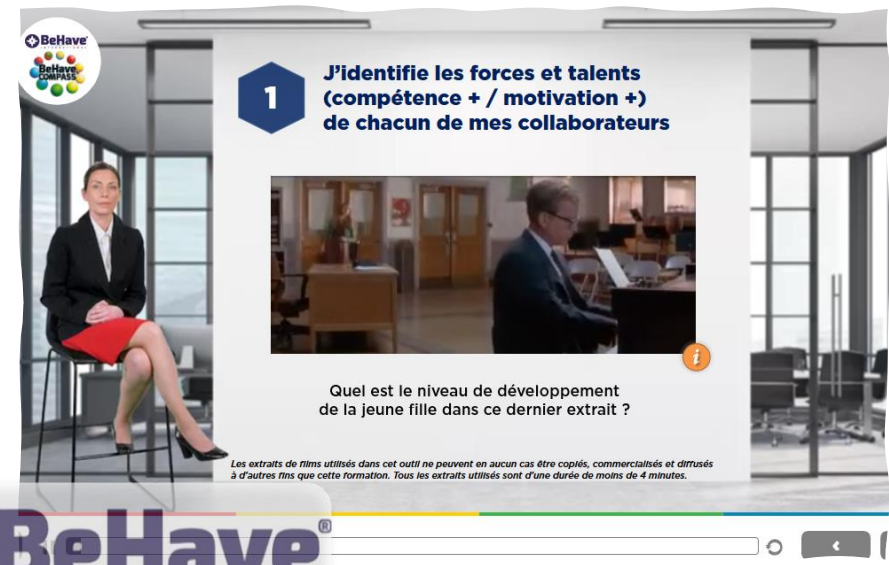 BeHave
INTERNATIONAL
BeHave
COMPASS
1
J'identifie les forces et talents
(compétence + / motivation +)
de chacun de mes collaborateurs
i
Quel est le niveau de développement
de la jeune fille dans ce dernier extrait ?
Les extraits de films utilisés dans cet outil ne peuvent en aucun cas être copiés, commercialisés et diffusés
à d'autres fins que cette formation. Tous les extraits utilisés sont d'une durée de moins de 4 minutes.
BeHave®